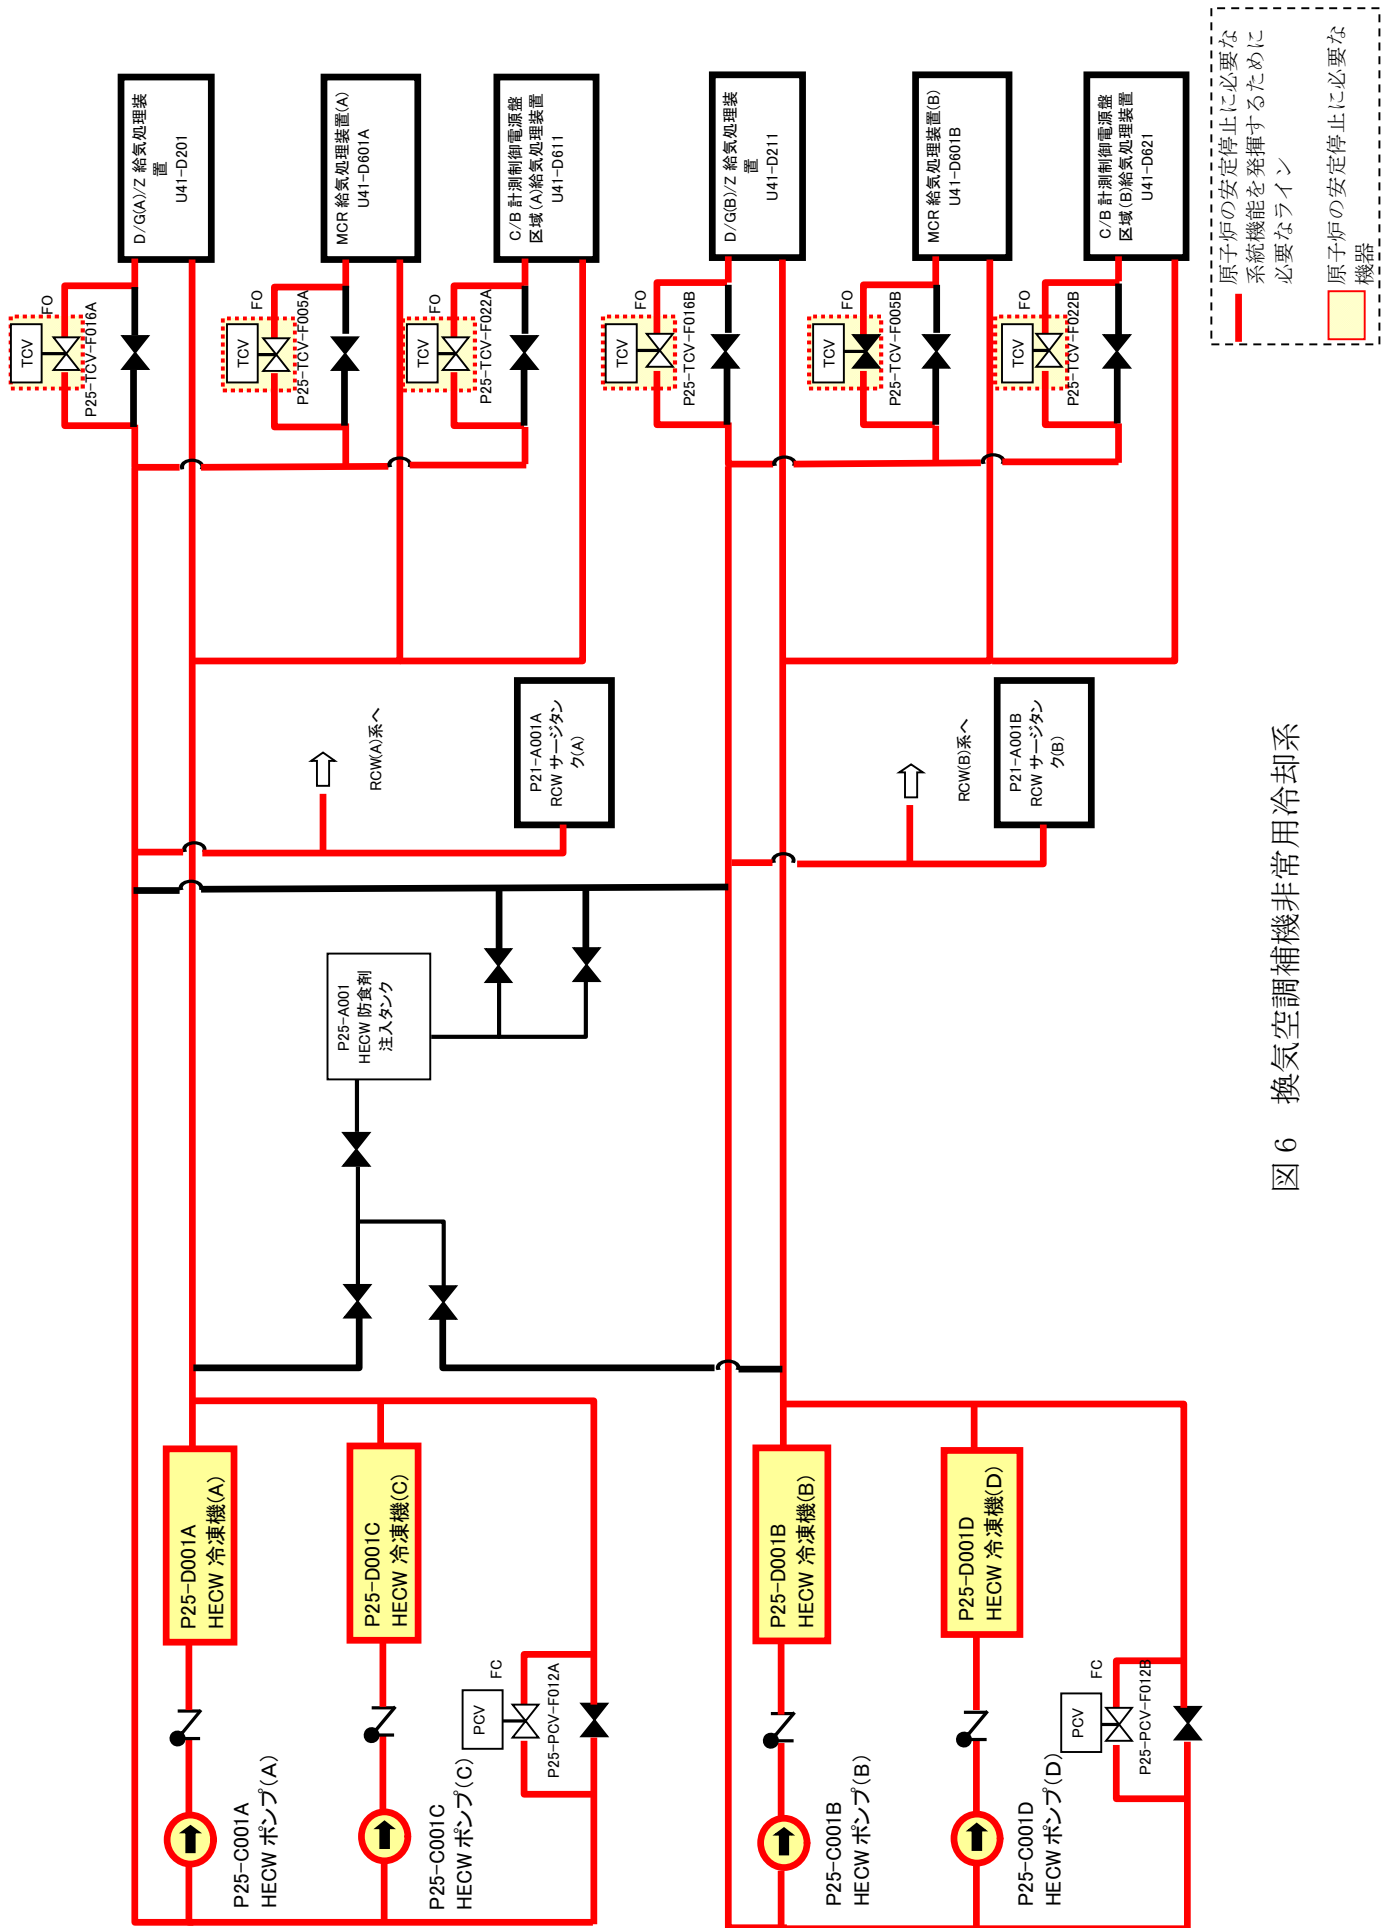 D/G(A)/Z 給気処理装
置
U41-D201
MCR 給気処理装置(A)
U41-D601A
C/B 計測制御電源盤
区域(A)給気処理装置
U41-D611
D/G(B)/Z 給気処理装
置
U41-D211
MCR 給気処理装置(B)
U41-D601B
C/B 計測制御電源盤
区域(B)給気処理装置
U41-D621
TCV
FO
P25-TCV-F016A
TCV
FO
P25-TCV-F005A
TCV
FO
P25-TCV-F022A
TCV
FO
P25-TCV-F016B
TCV
FO
P25-TCV-F005B
TCV
FO
P25-TCV-F022B
RCW(A)系へ
P21-A001A
RCW サージタン
ク(A)
RCW(B)系へ
P21-A001B
RCW サージタン
ク(B)
P25-A001
HECW 防食剤
注入タンク
P25-D001A
HECW 冷凍機(A)
P25-D001C
HECW 冷凍機(C)
P25-D001B
HECW 冷凍機(B)
P25-D001D
HECW 冷凍機(D)
PCV
FC
P25-PCV-F012A
PCV
FC
P25-PCV-F012B
P25-C001A
HECW ポンプ(A)
P25-C001C
HECW ポンプ(C)
P25-C001B
HECW ポンプ(B)
P25-C001D
HECW ポンプ(D)
原子炉の安定停止に必要な
系統機能を発揮するために
必要なライン
原子炉の安定停止に必要な
機器
図 6 換気空調補機非常用冷却系